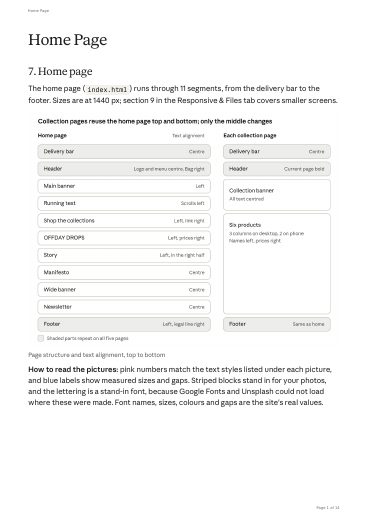 Home Page
Home Page
7. Home page
The home page ( index.html ) runs through 11 segments, from the delivery bar to the
footer. Sizes are at 1440 px; section 9 in the Responsive & Files tab covers smaller screens.
Collection pages reuse the home page top and bottom; only the middle changes
Home page Text alignment
Delivery bar Centre
Header Logo and menu centre, Bag right
Main banner Left
Running text Scrolls left
Shop the collections Left, link right
OFFDAY DROPS Left, prices right
Story Left, in the right half
Manifesto Centre
Wide banner Centre
Newsletter Centre
Footer Left, legal line right
Shaded parts repeat on all five pages
Each collection page
Delivery bar Centre
Header Current page bold
Collection banner
All text centred
Six products
3 columns on desktop, 2 on phone
Names left, prices right
Footer Same as home
Page structure and text alignment, top to bottom
How to read the pictures: pink numbers match the text styles listed under each picture,
and blue labels show measured sizes and gaps. Striped blocks stand in for your photos,
and the lettering is a stand-in font, because Google Fonts and Unsplash could not load
where these were made. Font names, sizes, colours and gaps are the site's real values.
Page 1 of 14